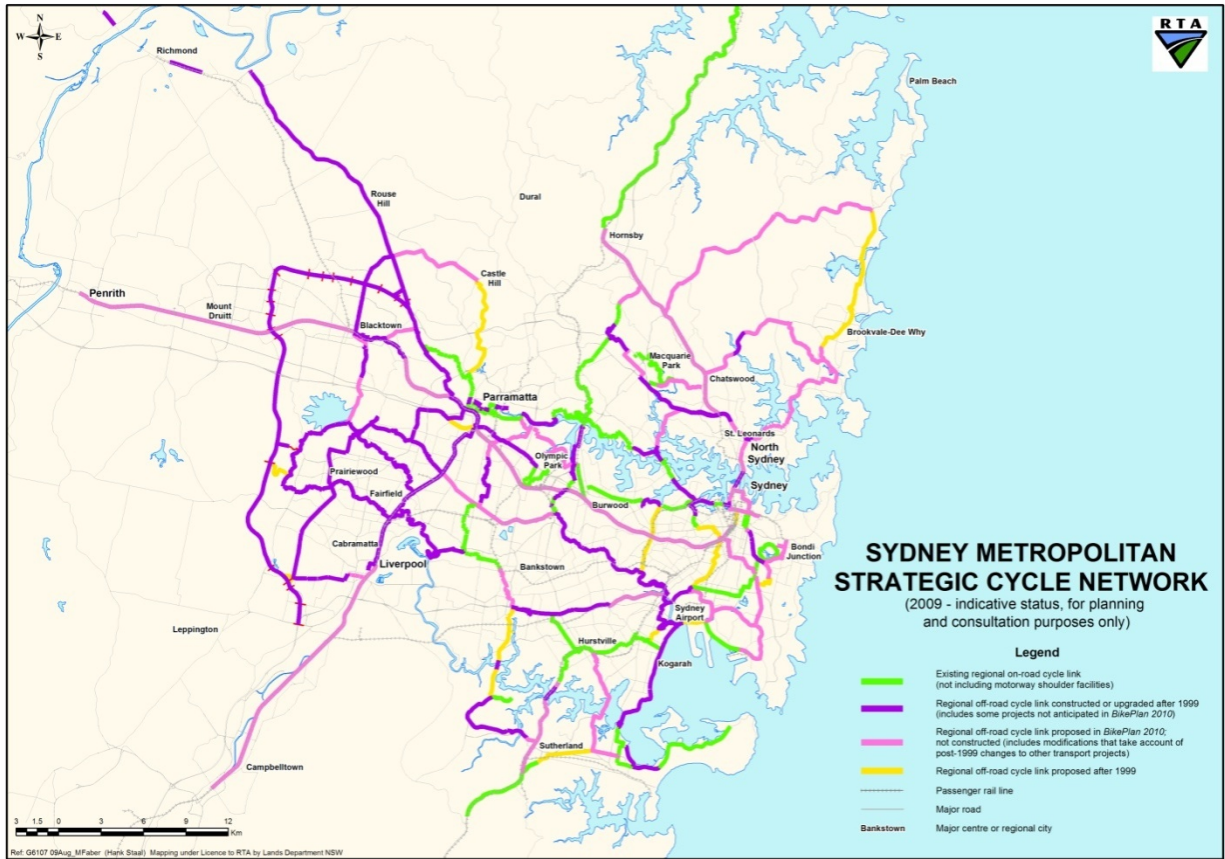 N
W E
S
RTA
Richmond
Palm Beach
Rouse
Hill
Dural
Hornsby
Castle
Hill
Penrith
Mount
Druitt
Blacktown
Brookvale-Dee Why
Macquarie
Park
Chatswood
Parramatta
St. Leonards
North
Sydney
Olympic
Park
Prairiewood
Sydney
Fairfield
Burwood
Cabramatta
Bondi
Junction
Liverpool
Bankstown
Sydney
Airport
Leppington
Hurstville
Kogarah
Sutherland
Campbelltown
SYDNEY METROPOLITAN
STRATEGIC CYCLE NETWORK
(2009 - indicative status, for planning
and consultation purposes only)
Legend
Existing regional on-road cycle link
(not including motorway shoulder facilities)
Regional off-road cycle link constructed or upgraded after 1999
(includes some projects not anticipated in BikePlan 2010)
Regional off-road cycle link proposed in BikePlan 2010;
not constructed (includes modifications that take account of
post-1999 changes to other transport projects)
Regional off-road cycle link proposed after 1999
Passenger rail line
Major road
Bankstown Major centre or regional city
3 1.5 0 3 6 9 12
Km
Ref: G6107 09Aug_MFaber (Hank Staal) Mapping under Licence to RTA by Lands Department NSW